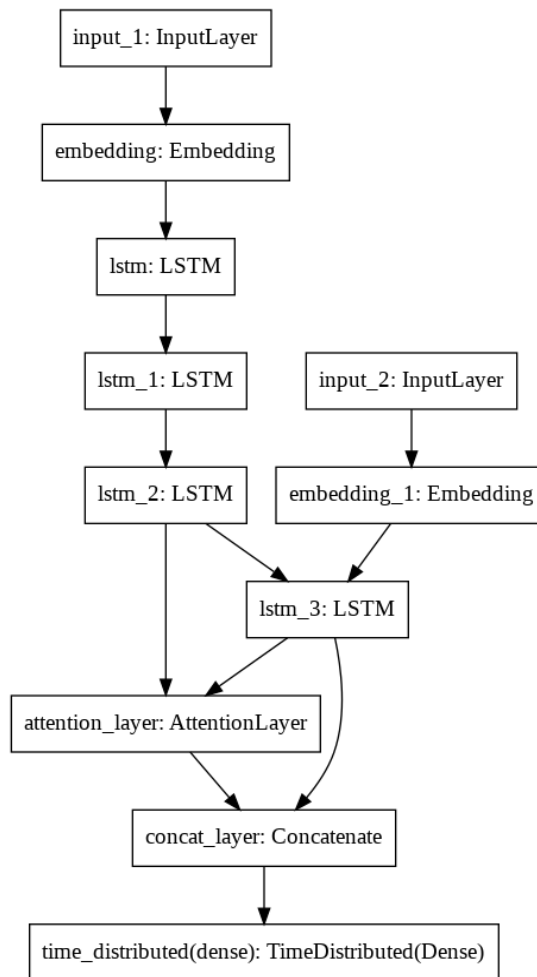 input_1: InputLayer
embedding: Embedding
lstm: LSTM
lstm_1: LSTM
input_2: InputLayer
lstm_2: LSTM
embedding_1: Embedding
lstm_3: LSTM
attention_layer: AttentionLayer
concat_layer: Concatenate
time_distributed(dense): TimeDistributed(Dense)